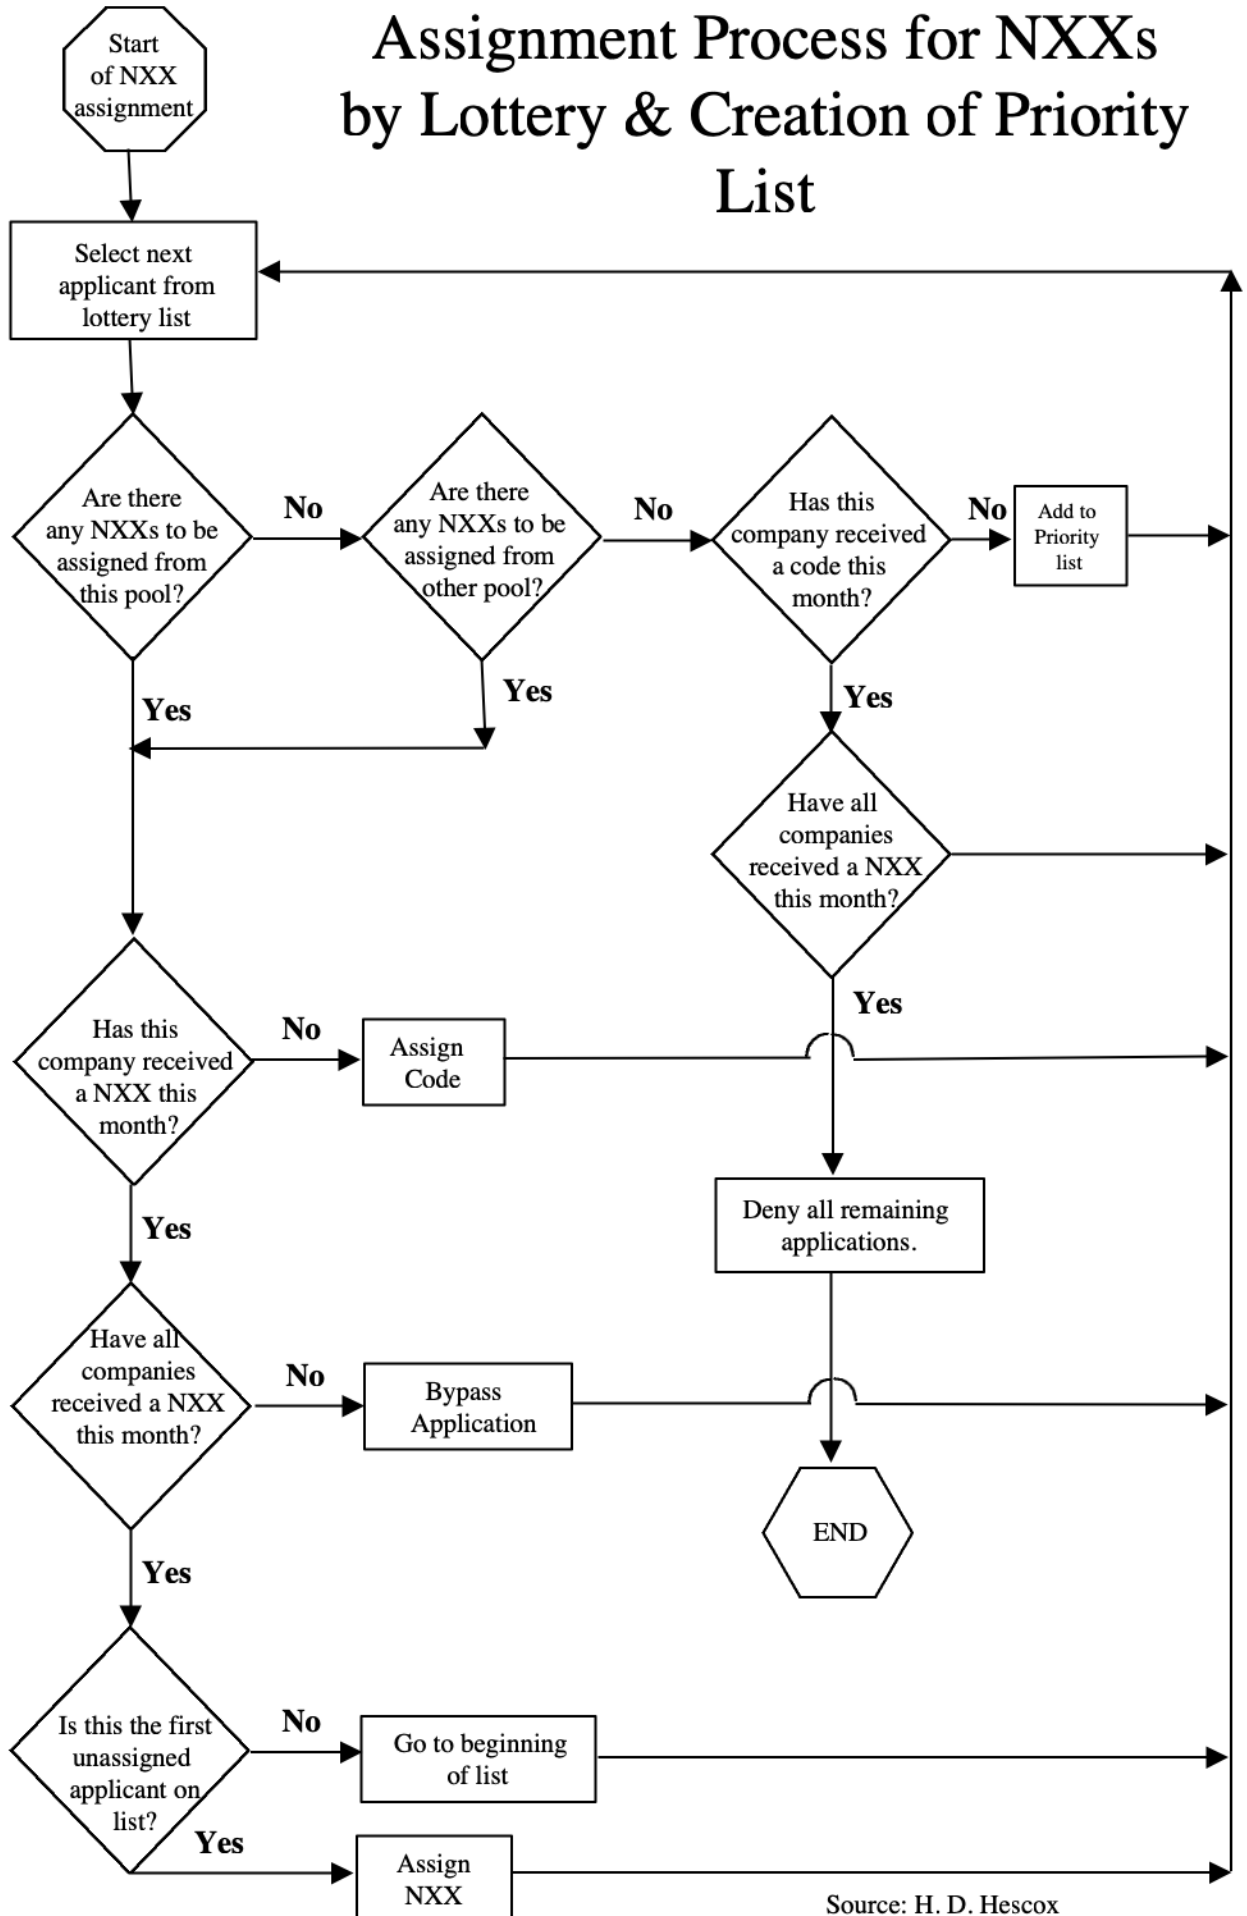 Assignment Process for NXXs
by Lottery & Creation of Priority
List
Start
of NXX
assignment
Select next
applicant from
lottery list
Are there
any NXXs to be
assigned from
this pool?
No
Are there
any NXXs to be
assigned from
other pool?
No
Has this
company received
a code this
month?
No
Add to
Priority
list
Yes
Yes
Yes
Have all
companies
received a NXX
this month?
Yes
Has this
company received
a NXX this
month?
No
Assign
Code
Deny all remaining
applications.
Yes
Have all
companies
received a NXX
this month?
No
Bypass
Application
END
Yes
Is this the first
unassigned
applicant on
list?
No
Go to beginning
of list
Yes
Assign
NXX
Source: H. D. Hescox